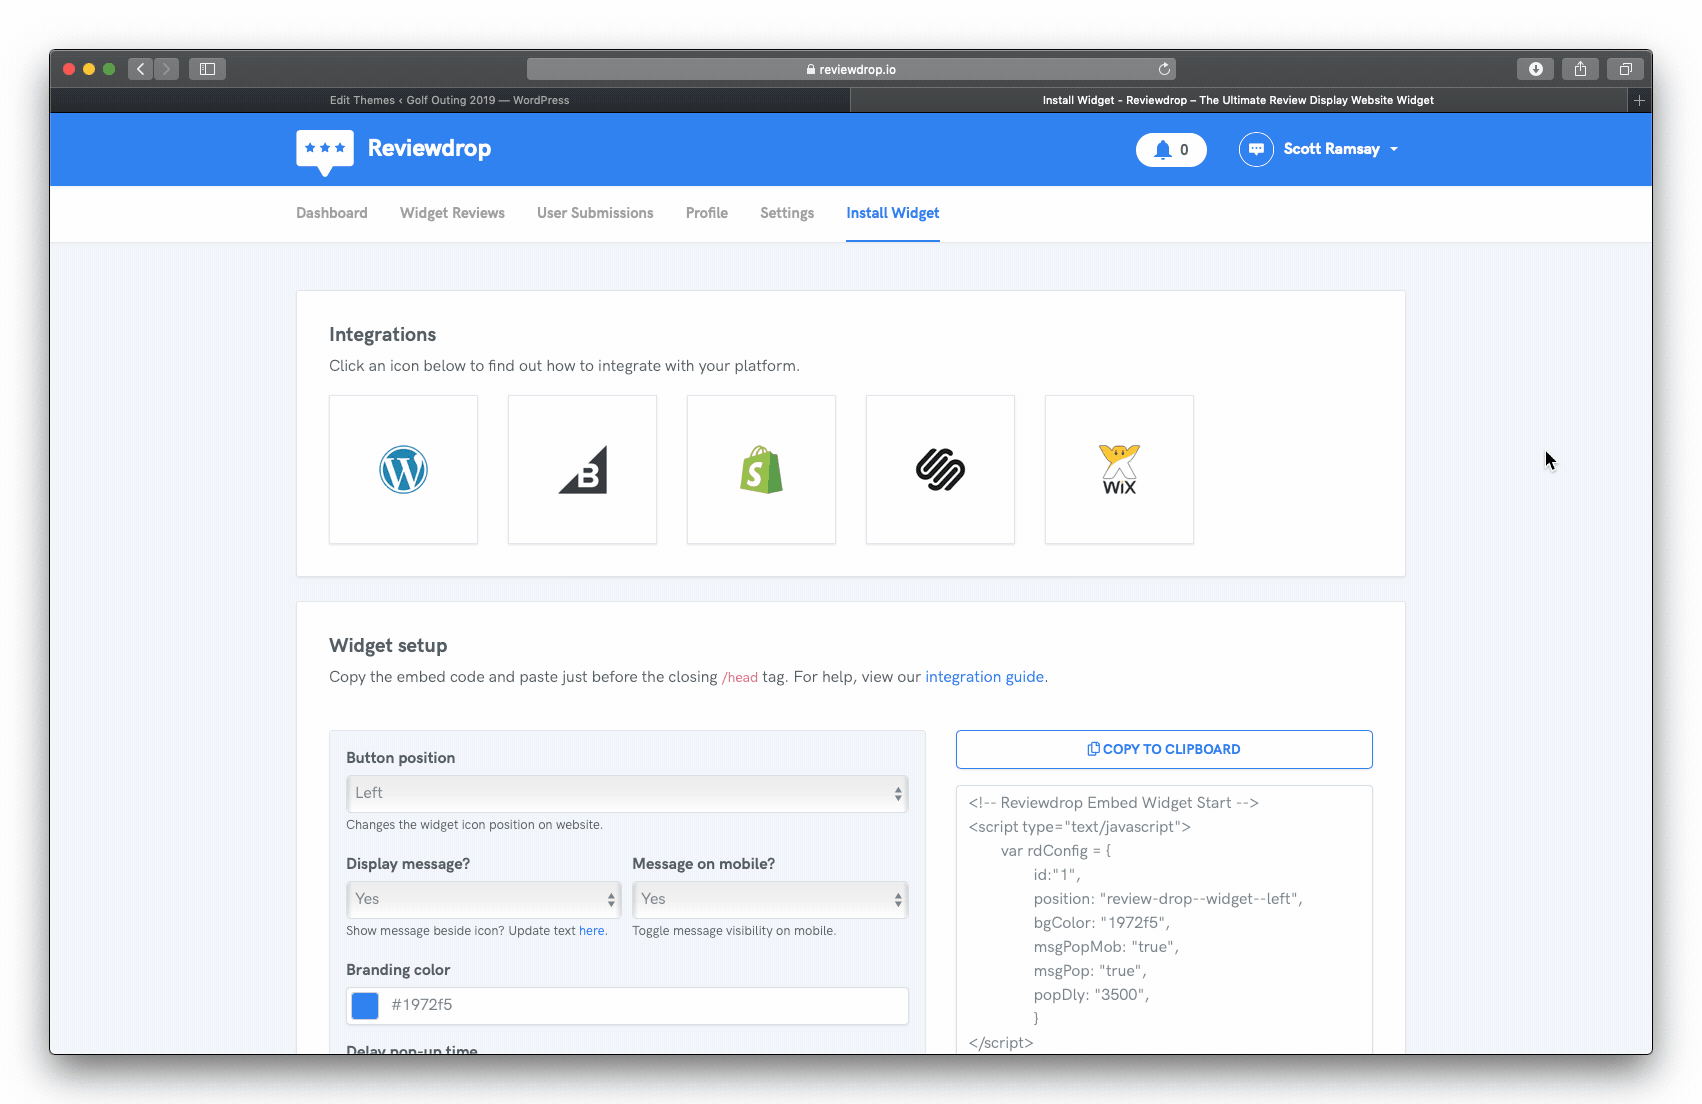 reviewdrop.io
Edit Themes ‹ Golf Outing 2019 — WordPress
Install Widget - Reviewdrop – The Ultimate Review Display Website Widget
Reviewdrop
0
Scott Ramsay
Dashboard
Widget Reviews
User Submissions
Profile
Settings
Install Widget
Integrations
Click an icon below to find out how to integrate with your platform.
W
B
S
WiX
Widget setup
Copy the embed code and paste just before the closing /head tag. For help, view our integration guide.
Button position
Left
Changes the widget icon position on website.
Display message?
Message on mobile?
Yes
Yes
Show message beside icon? Update text here.
Toggle message visibility on mobile.
Branding color
#1972f5
Delay pop-up time
COPY TO CLIPBOARD
<!-- Reviewdrop Embed Widget Start -->
<script type="text/javascript">
var rdConfig = {
id:"1",
position: "review-drop--widget--left",
bgColor: "1972f5",
msgPopMob: "true",
msgPop: "true",
popDly: "3500",
}
</script>